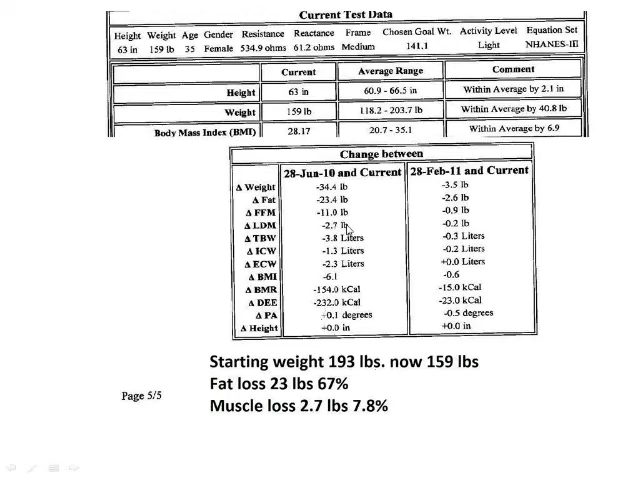 Current Test Data
Height Weight Age Gender Resistance Reactance Frame Chosen Goal Wt. Activity Level Equation Set
63 in 159 lb 35 Female 534.9 ohms 61.2 ohms Medium 141.1 Light NHANES-III
Current Average Range Comment
Height 63 in 60.9 - 66.5 in Within Average by 2.1 in
Weight 159 lb 118.2 - 203.7 lb Within Average by 40.8 lb
Body Mass Index (BMI) 28.17 20.7 - 35.1 Within Average by 6.9
Change between
28-Jun-10 and Current 28-Feb-11 and Current
Δ Weight -34.4 lb -3.5 lb
Δ Fat -23.4 lb -2.6 lb
Δ FFM -11.0 lb -0.9 lb
Δ LDM -2.7 lb -0.2 lb
Δ TBW -3.8 Liters -0.3 Liters
Δ ICW -1.3 Liters -0.2 Liters
Δ ECW -2.3 Liters +0.0 Liters
Δ BMI -6.1 -0.6
Δ BMR -154.0 kCal -15.0 kCal
Δ DEE -232.0 kCal -23.0 kCal
Δ PA +0.1 degrees -0.5 degrees
Δ Height +0.0 in +0.0 in
Starting weight 193 lbs. now 159 lbs
Fat loss 23 lbs 67%
Page 5/5
Muscle loss 2.7 lbs 7.8%